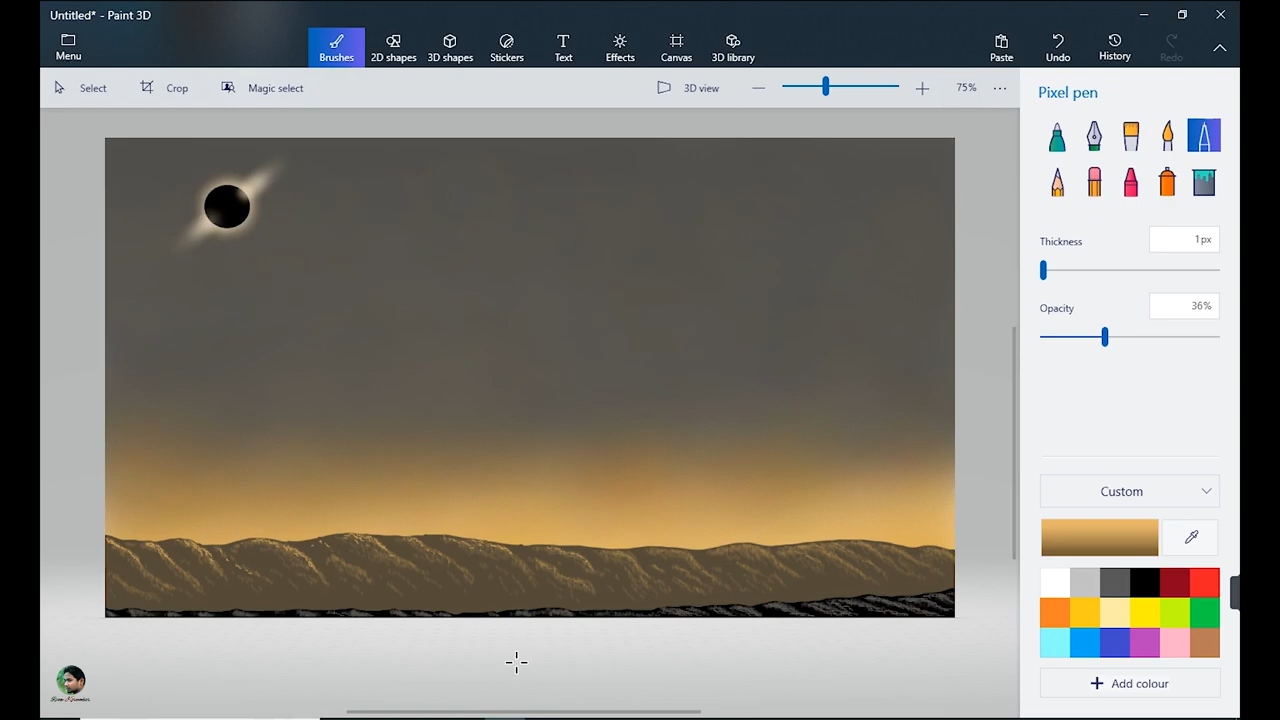 Untitled* - Paint 3D
Menu
Brushes
2D shapes
3D shapes
Stickers
Text
Effects
Canvas
3D library
Paste
Undo
History
Redo
Select
Crop
Magic select
3D view
75%
Pixel pen
Thickness
1px
Opacity
36%
Custom
Add colour